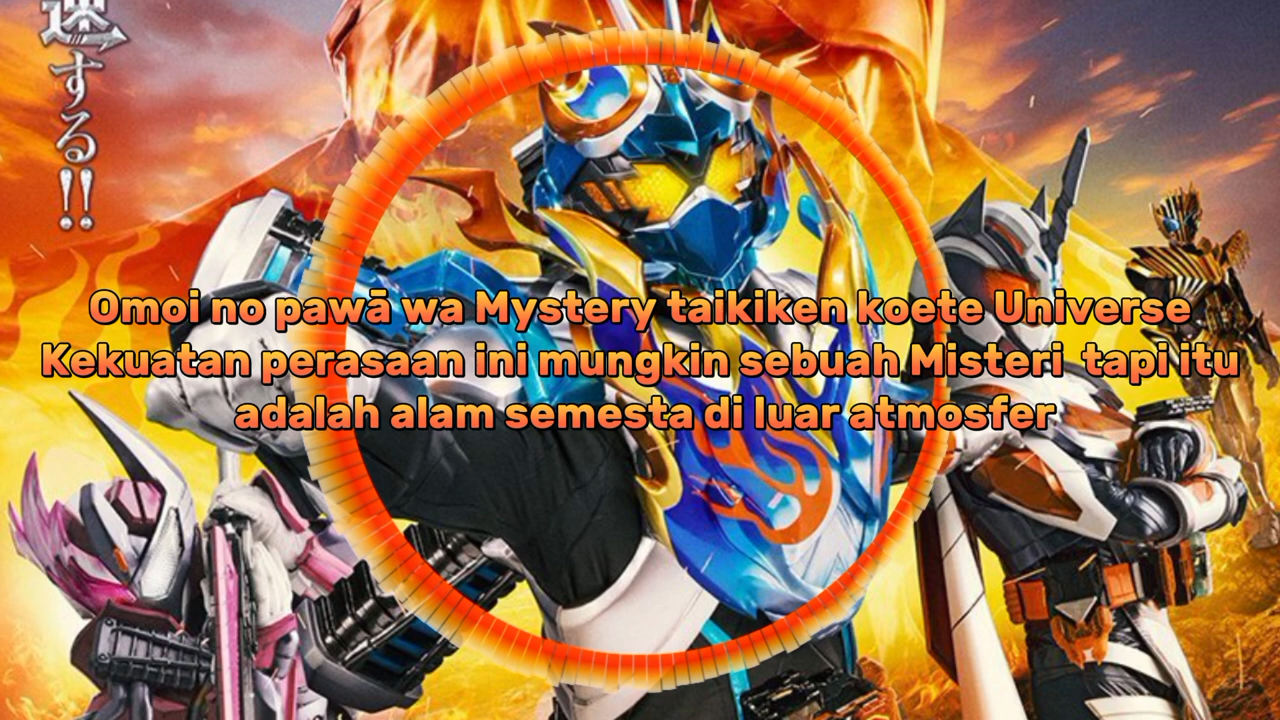 速する!!
Omoi no pawā wa Mystery taikiken koete Universe
Kekuatan perasaan ini mungkin sebuah Misteri  tapi itu
adalah alam semesta di luar atmosfer